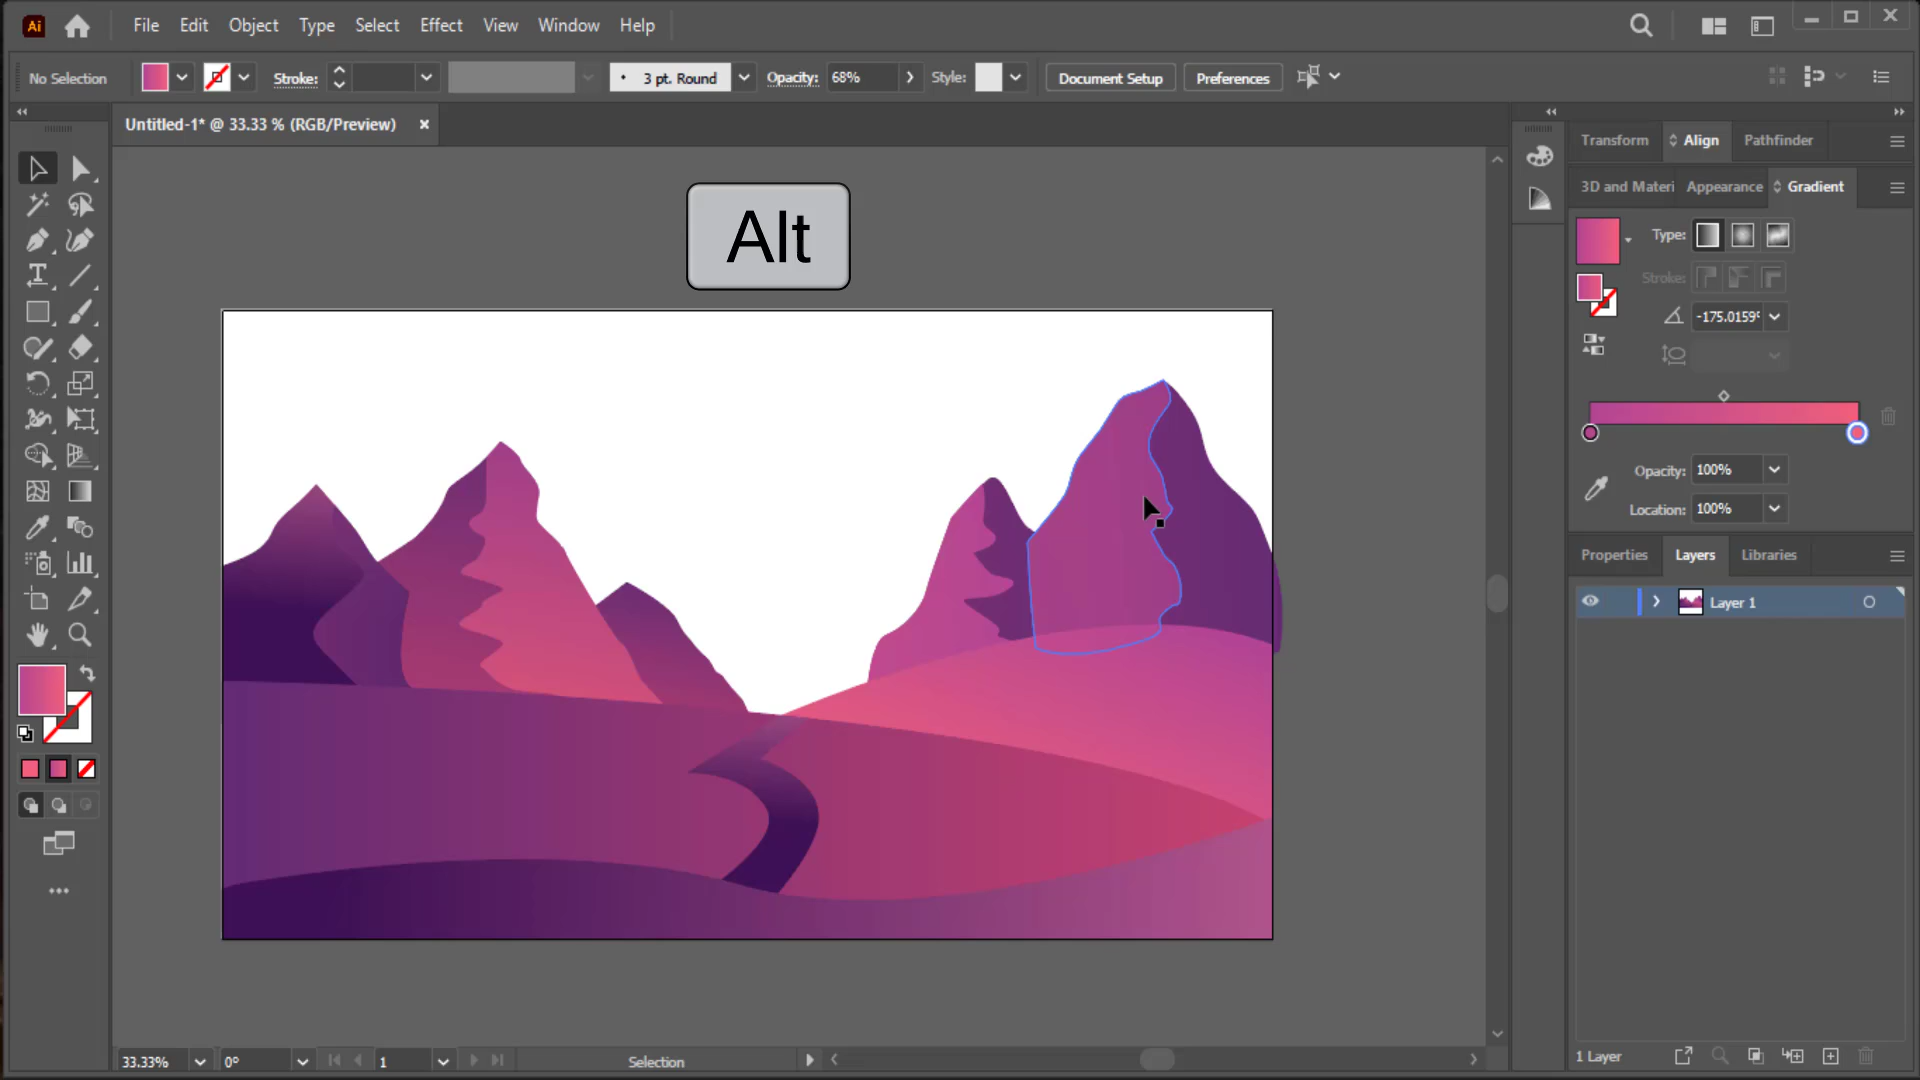 Ai File Edit Object Type Select Effect View Window Help
No Selection Stroke: 3 pt. Round Opacity: 68% Style: Document Setup Preferences
Untitled-1* @ 33.33 % (RGB/Preview)
Transform Align Pathfinder
3D and Materi Appearance Gradient
Alt
Type:
Stroke:
-175.0159°
Opacity: 100%
Location: 100%
Properties Layers Libraries
Layer 1
33.33% 0° 1 Selection
1 Layer